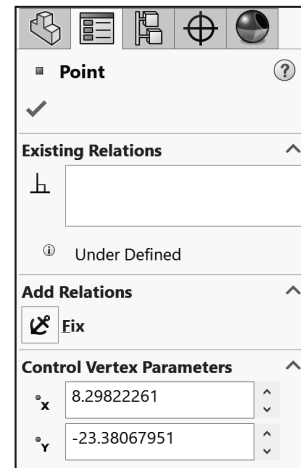 Point
?
Existing Relations
Under Defined
Add Relations
Fix
Control Vertex Parameters
X 8.29822261
Y -23.38067951